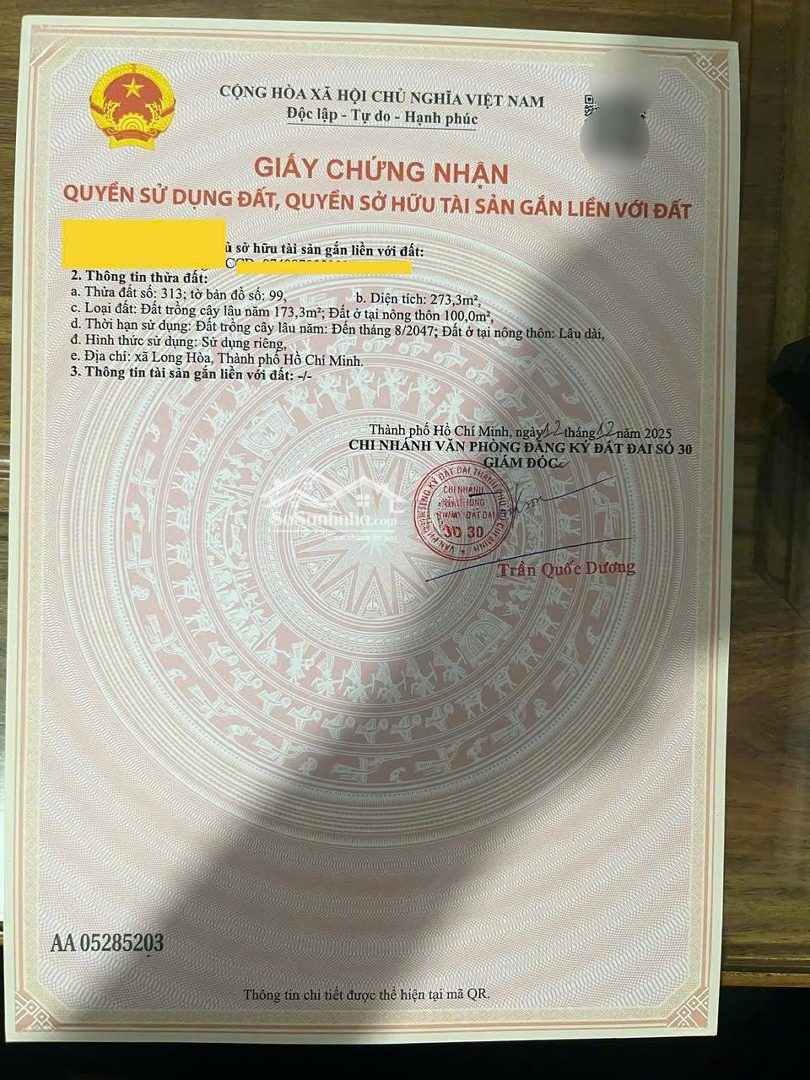 CỘNG HÒA XÃ HỘI CHỦ NGHĨA VIỆT NAM
Độc lập - Tự do - Hạnh phúc
GIẤY CHỨNG NHẬN
QUYỀN SỬ DỤNG ĐẤT, QUYỀN SỞ HỮU TÀI SẢN GẮN LIỀN VỚI ĐẤT
sở hữu tài sản gắn liền với đất:
2. Thông tin thửa đất:
a. Thửa đất số: 313; tờ bản đồ số: 99, b. Diện tích: 273,3m²,
c. Loại đất: Đất trồng cây lâu năm 173,3m²; Đất ở tại nông thôn 100,0m²,
d. Thời hạn sử dụng: Đất trồng cây lâu năm: Đến tháng 8/2047; Đất ở tại nông thôn: Lâu dài,
đ. Hình thức sử dụng: Sử dụng riêng,
e. Địa chỉ: xã Long Hòa, Thành phố Hồ Chí Minh.
3. Thông tin tài sản gắn liền với đất: -/-
Thành phố Hồ Chí Minh, ngày 12 tháng 12 năm 2025
CHI NHÁNH VĂN PHÒNG ĐĂNG KÝ ĐẤT ĐAI SỐ 30
GIÁM ĐỐC
CHI NHÁNH
SỐ 30
Trần Quốc Dương
AA 05285203
Thông tin chi tiết được thể hiện tại mã QR.